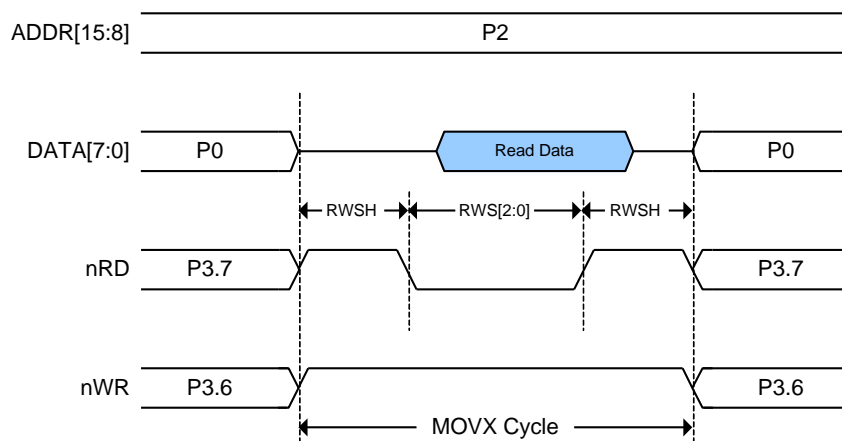 ADDR[15:8] P2
DATA[7:0] P0 Read Data P0
RWSH RWS[2:0] RWSH
nRD P3.7 P3.7
nWR P3.6 P3.6
MOVX Cycle